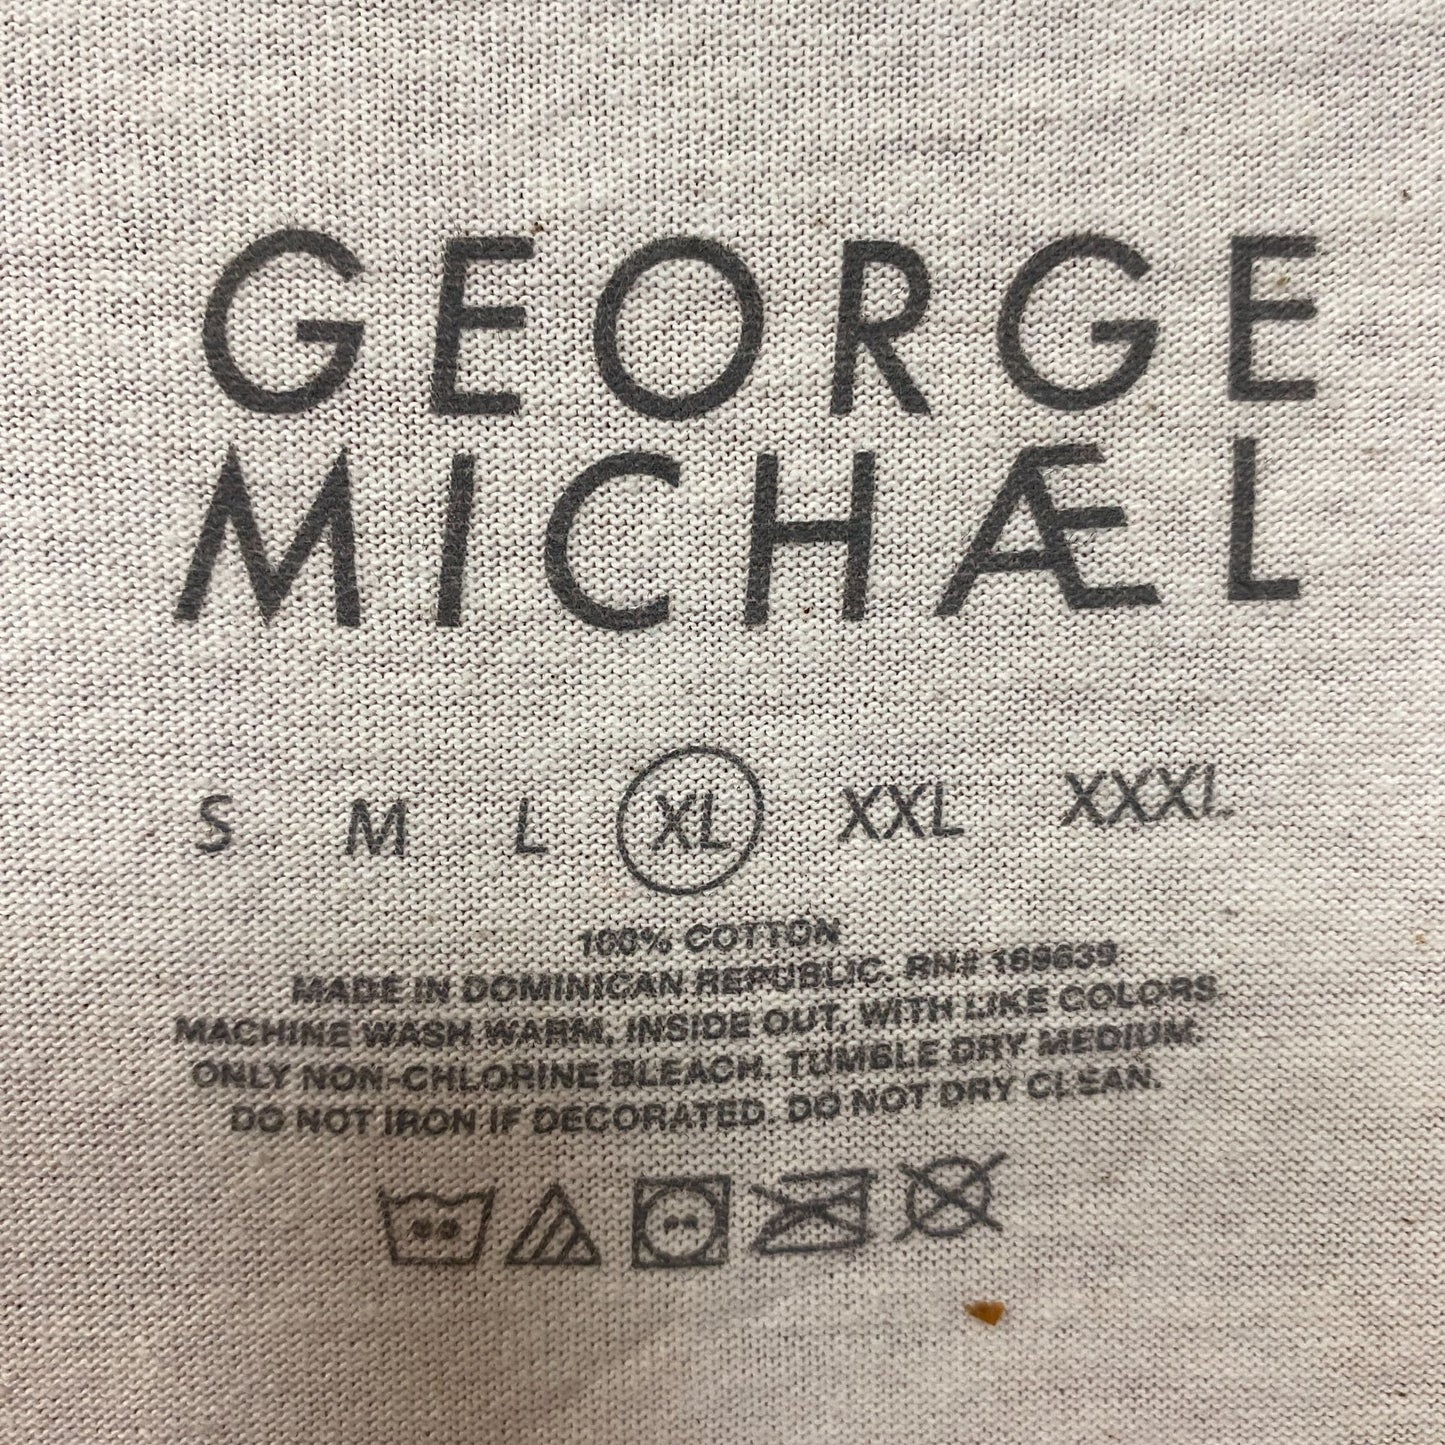 GEORGE
MICHÆL
S M L XL XXL XXXL
100% COTTON
MADE IN DOMINICAN REPUBLIC. RN# 169639
MACHINE WASH WARM, INSIDE OUT, WITH LIKE COLORS
ONLY NON-CHLORINE BLEACH. TUMBLE DRY MEDIUM.
DO NOT IRON IF DECORATED. DO NOT DRY CLEAN.